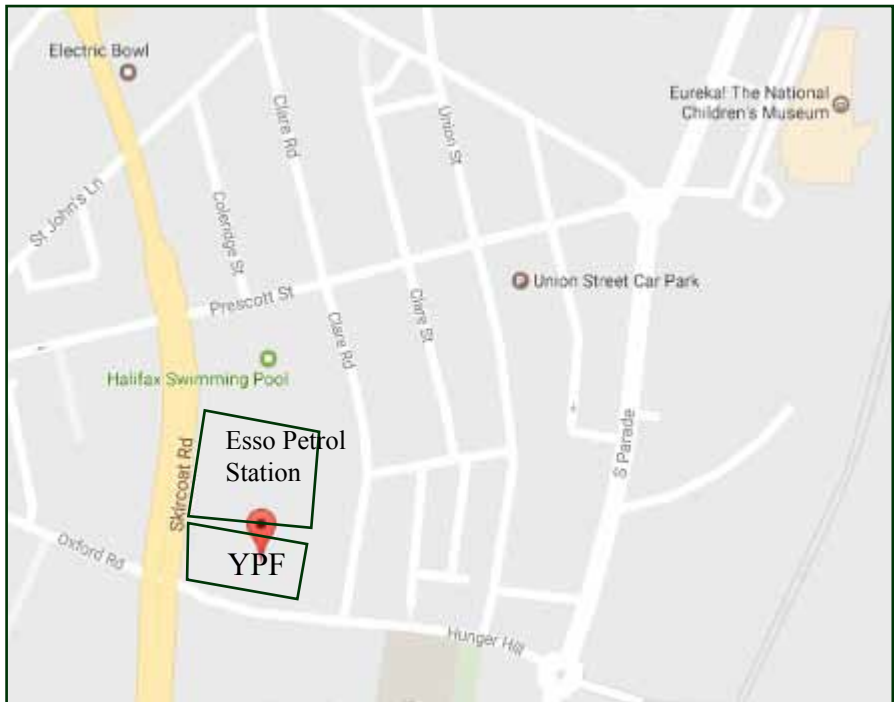 Electric Bowl
Eureka! The National
Children's Museum
Clare Rd
Union St
St John's Ln
Coleridge St
Union Street Car Park
Prescott St
Clare Rd
Clare St
Halifax Swimming Pool
Esso Petrol
Station
S Parade
Skircoat Rd
Oxford Rd
YPF
Hunger Hill